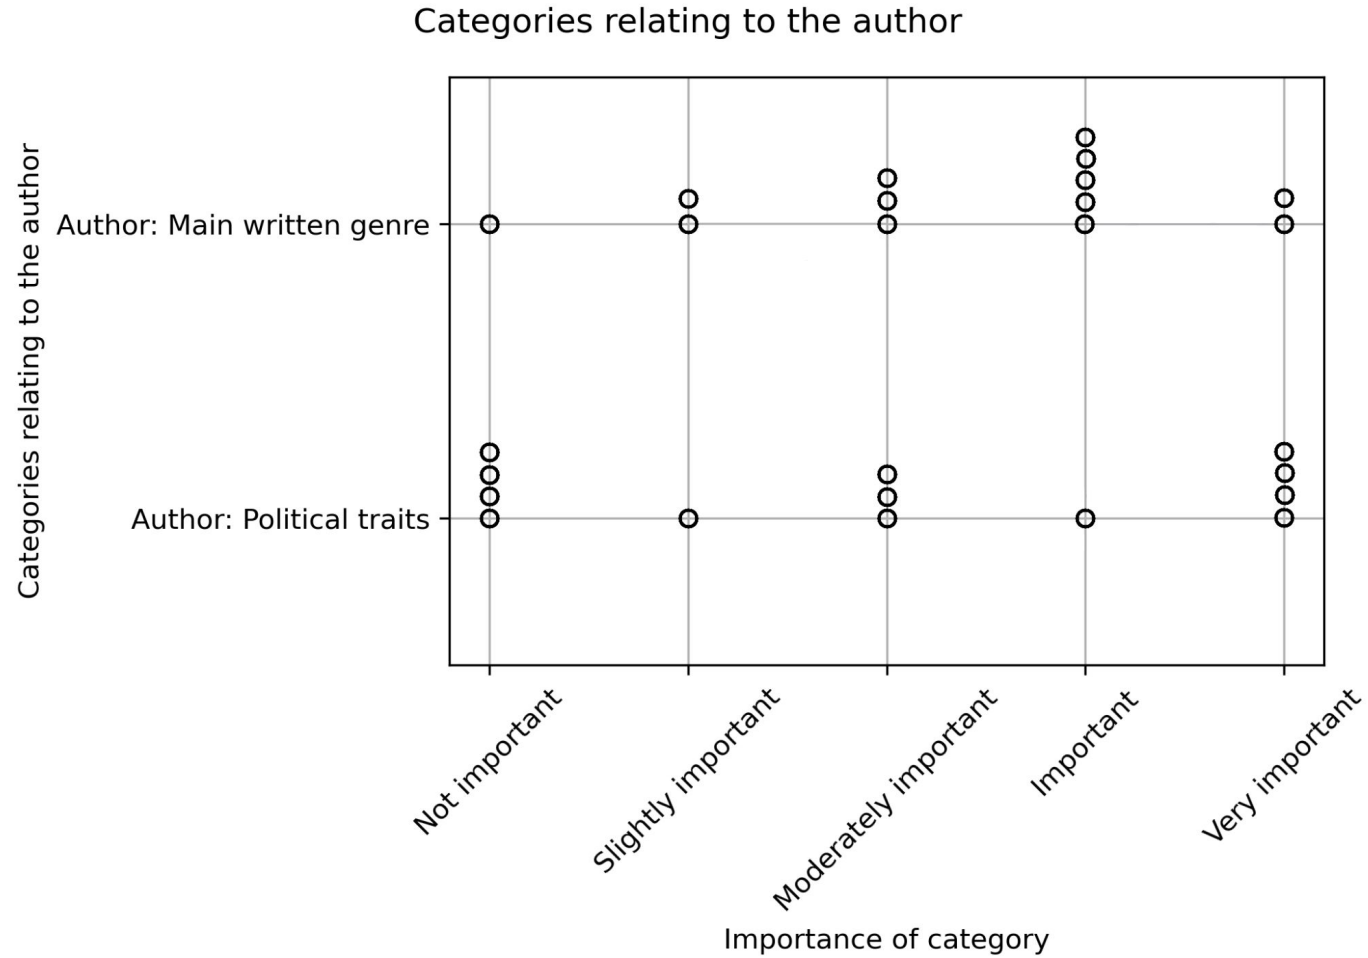 Categories relating to the author
Categories relating to the author
Author: Main written genre
Author: Political traits
Not important
Slightly important
Moderately important
Important
Very important
Importance of category